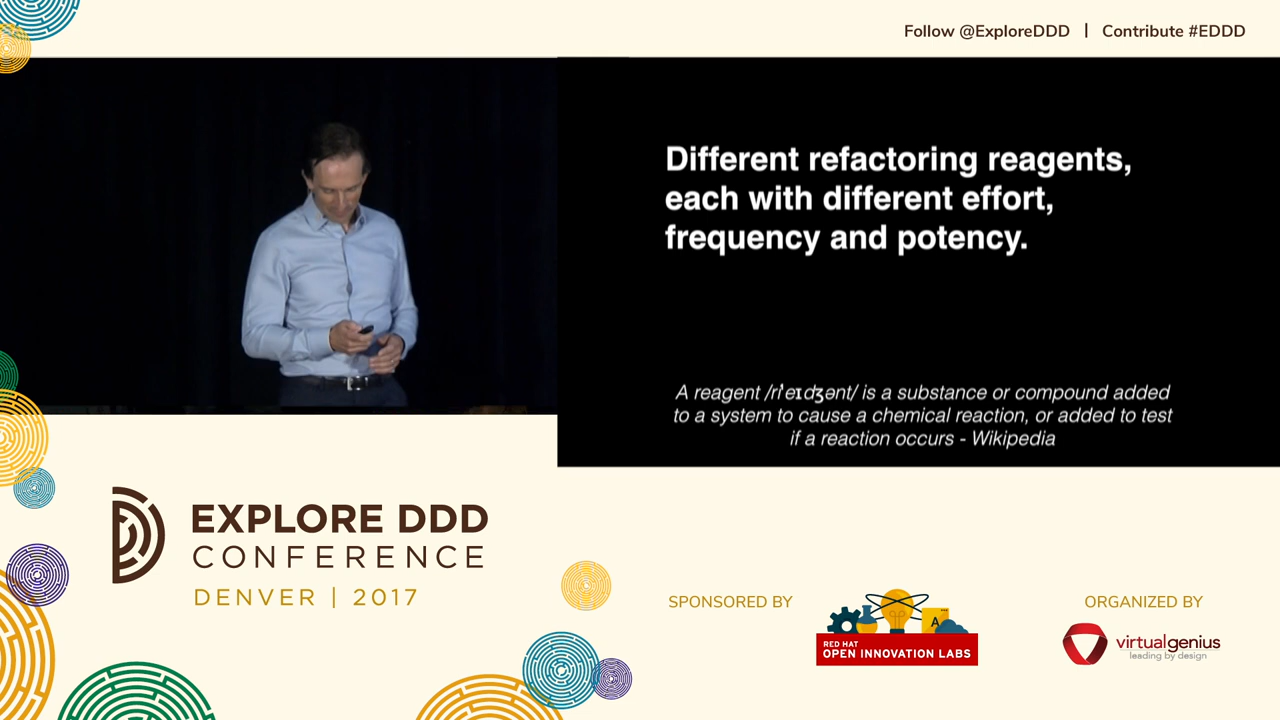 Follow @ExploreDDD | Contribute #EDDD
Different refactoring reagents,
each with different effort,
frequency and potency.
A reagent /riˈeɪdʒənt/ is a substance or compound added
to a system to cause a chemical reaction, or added to test
if a reaction occurs - Wikipedia
EXPLORE DDD
CONFERENCE
DENVER | 2017
SPONSORED BY
A
RED HAT
OPEN INNOVATION LABS
ORGANIZED BY
virtualgenius
leading by design